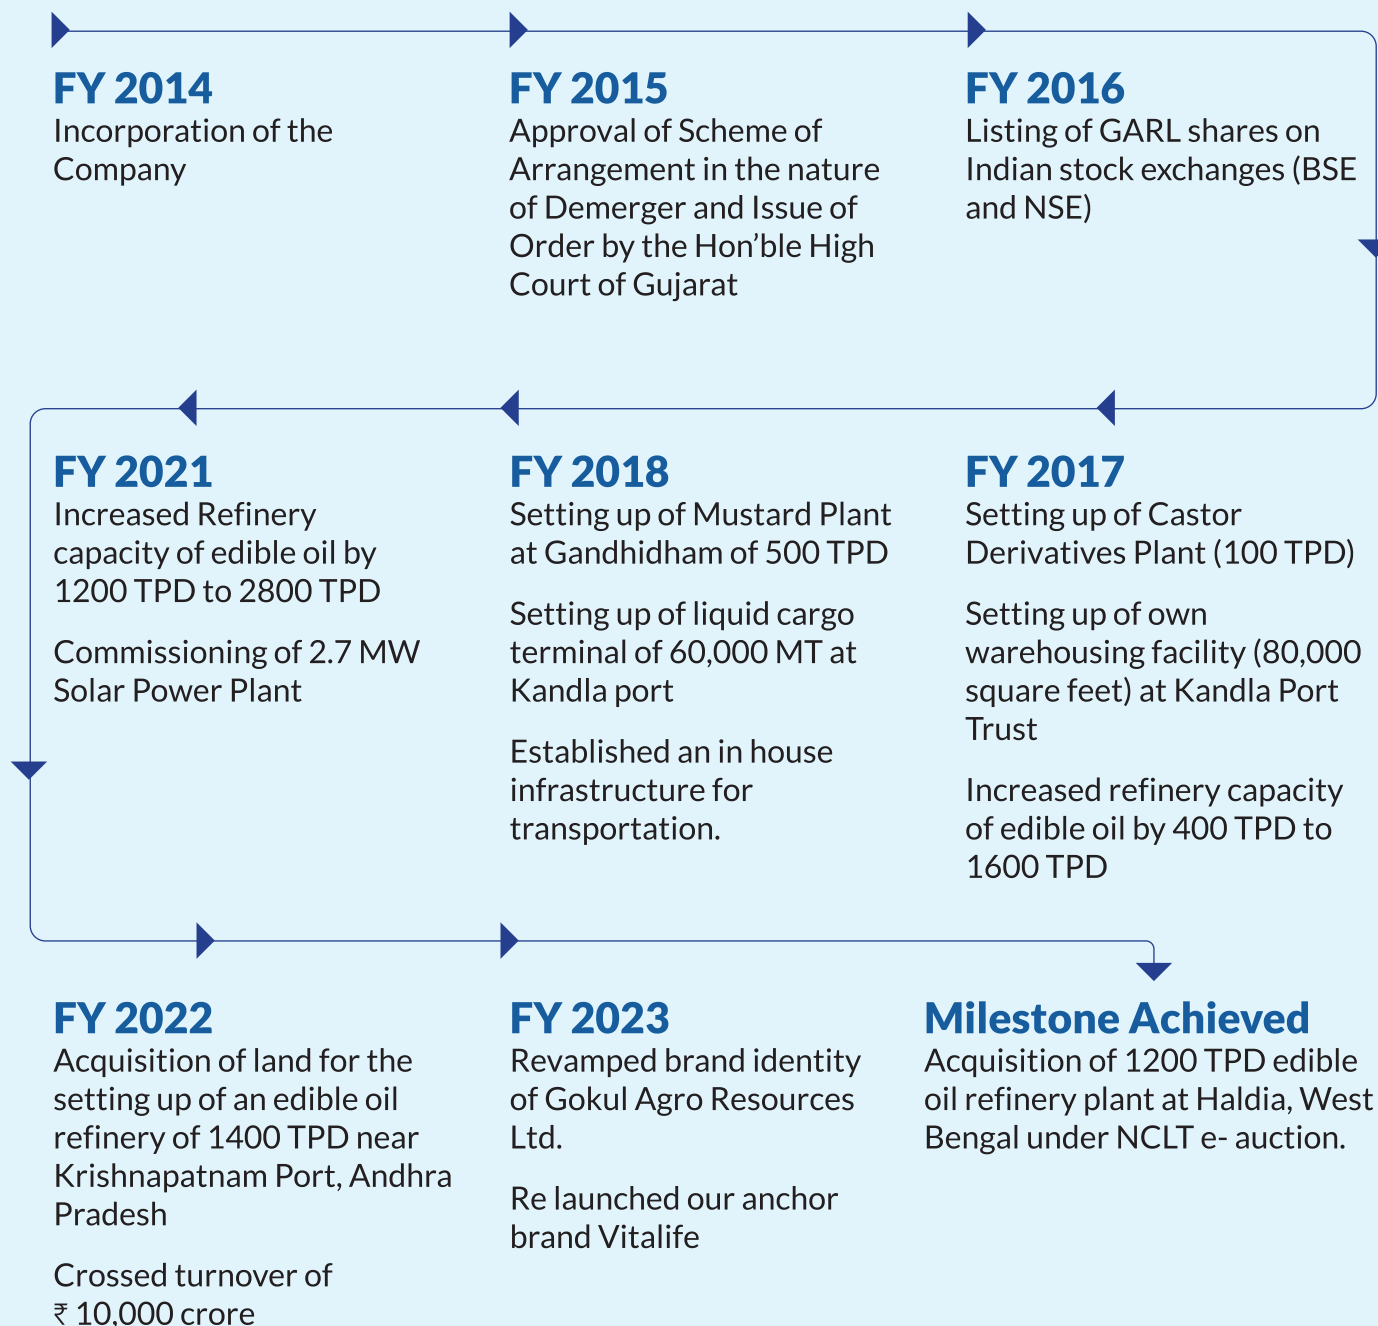 FY 2014
Incorporation of the
Company
FY 2015
Approval of Scheme of
Arrangement in the nature
of Demerger and Issue of
Order by the Hon’ble High
Court of Gujarat
FY 2016
Listing of GARL shares on
Indian stock exchanges (BSE
and NSE)
FY 2017
Setting up of Castor
Derivatives Plant (100 TPD)
Setting up of own
warehousing facility (80,000
square feet) at Kandla Port
Trust
Increased refinery capacity
of edible oil by 400 TPD to
1600 TPD
FY 2018
Setting up of Mustard Plant
at Gandhidham of 500 TPD
Setting up of liquid cargo
terminal of 60,000 MT at
Kandla port
Established an in house
infrastructure for
transportation.
FY 2021
Increased Refinery
capacity of edible oil by
1200 TPD to 2800 TPD
Commissioning of 2.7 MW
Solar Power Plant
FY 2022
Acquisition of land for the
setting up of an edible oil
refinery of 1400 TPD near
Krishnapatnam Port, Andhra
Pradesh
Crossed turnover of
₹ 10,000 crore
FY 2023
Revamped brand identity
of Gokul Agro Resources
Ltd.
Re launched our anchor
brand Vitalife
Milestone Achieved
Acquisition of 1200 TPD edible
oil refinery plant at Haldia, West
Bengal under NCLT e- auction.